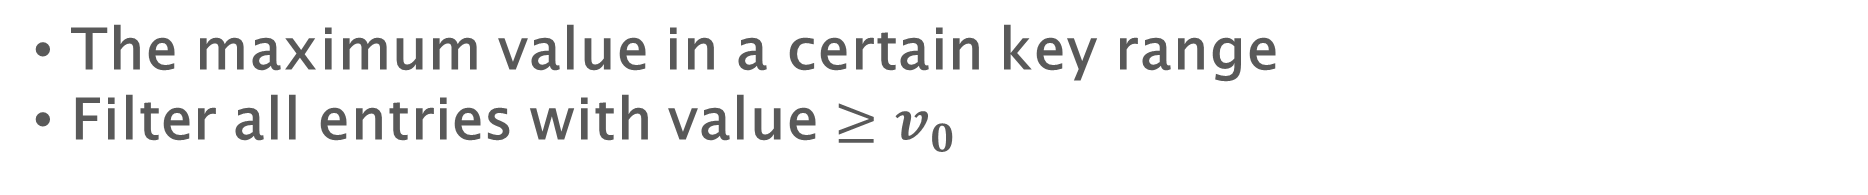 • The maximum value in a certain key range
• Filter all entries with value ≥ v₀